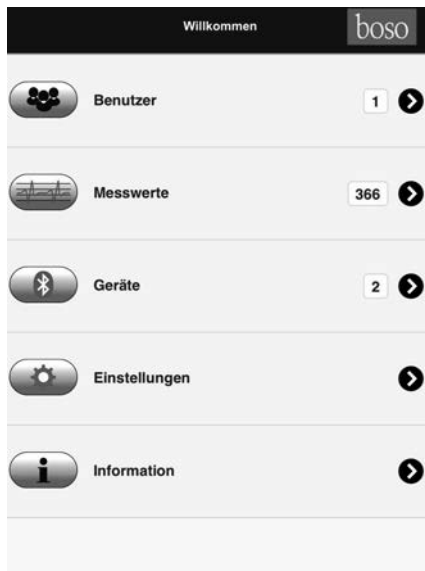 Willkommen
boso
Benutzer 1
Messwerte 366
Geräte 2
Einstellungen
Information